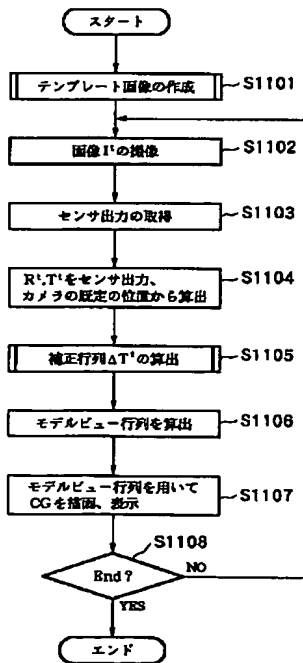 スタート
テンプレート画像の作成
S1101
画像Iᵗの撮像
S1102
センサ出力の取得
S1103
Rᵗ,Tᵗをセンサ出力、
カメラの既定の位置から算出
S1104
補正行列ΔTᵗの算出
S1105
モデルビュー行列を算出
S1106
モデルビュー行列を用いて
CGを描画、表示
S1107
S1108
End?
NO
YES
エンド